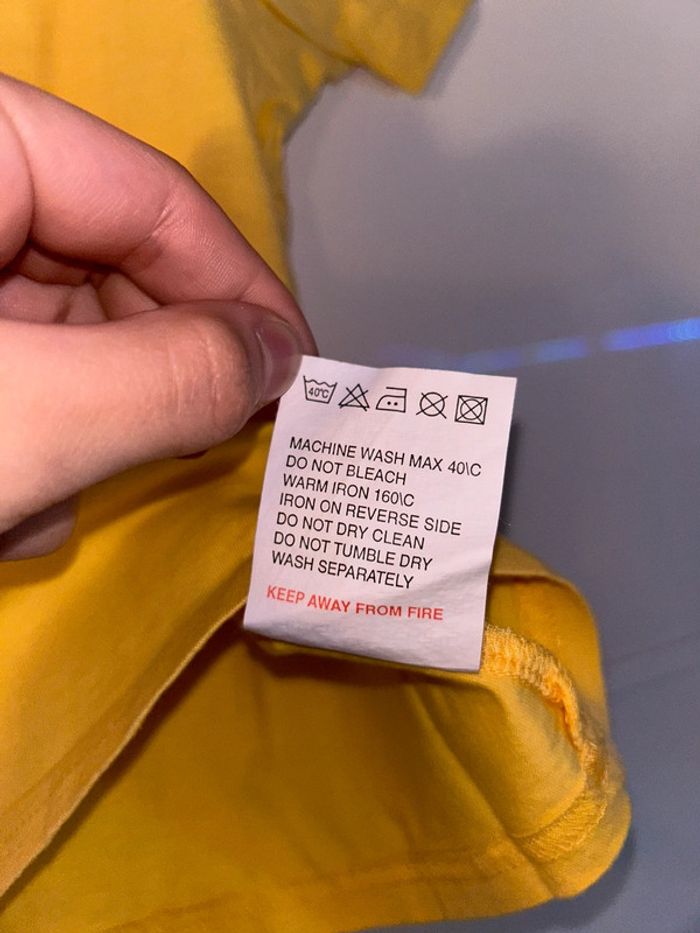 40°C
MACHINE WASH MAX 40\C
DO NOT BLEACH
WARM IRON 160\C
IRON ON REVERSE SIDE
DO NOT DRY CLEAN
DO NOT TUMBLE DRY
WASH SEPARATELY
KEEP AWAY FROM FIRE